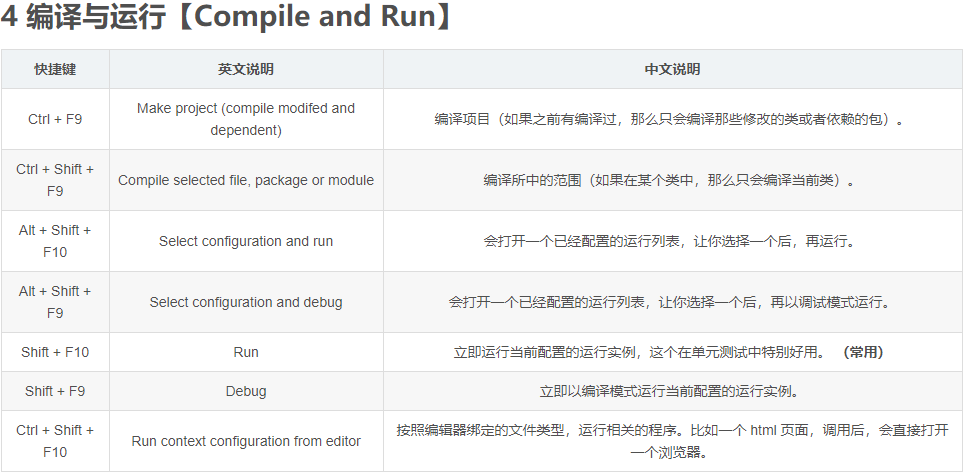 4 编译与运行【Compile and Run】
快捷键 英文说明 中文说明
Ctrl + F9
Make project (compile modifed and
dependent)
编译项目（如果之前有编译过，那么只会编译那些修改的类或者依赖的包）。
Ctrl + Shift +
F9
Compile selected file, package or module
编译所中的范围（如果在某个类中，那么只会编译当前类）。
Alt + Shift +
F10
Select configuration and run
会打开一个已经配置的运行列表，让你选择一个后，再运行。
Alt + Shift +
F9
Select configuration and debug
会打开一个已经配置的运行列表，让你选择一个后，再以调试模式运行。
Shift + F10
Run
立即运行当前配置的运行实例，这个在单元测试中特别好用。 （常用）
Shift + F9
Debug
立即以编译模式运行当前配置的运行实例。
Ctrl + Shift +
F10
Run context configuration from editor
按照编辑器绑定的文件类型，运行相关的程序。比如一个 html 页面，调用后，会直接打开
一个浏览器。